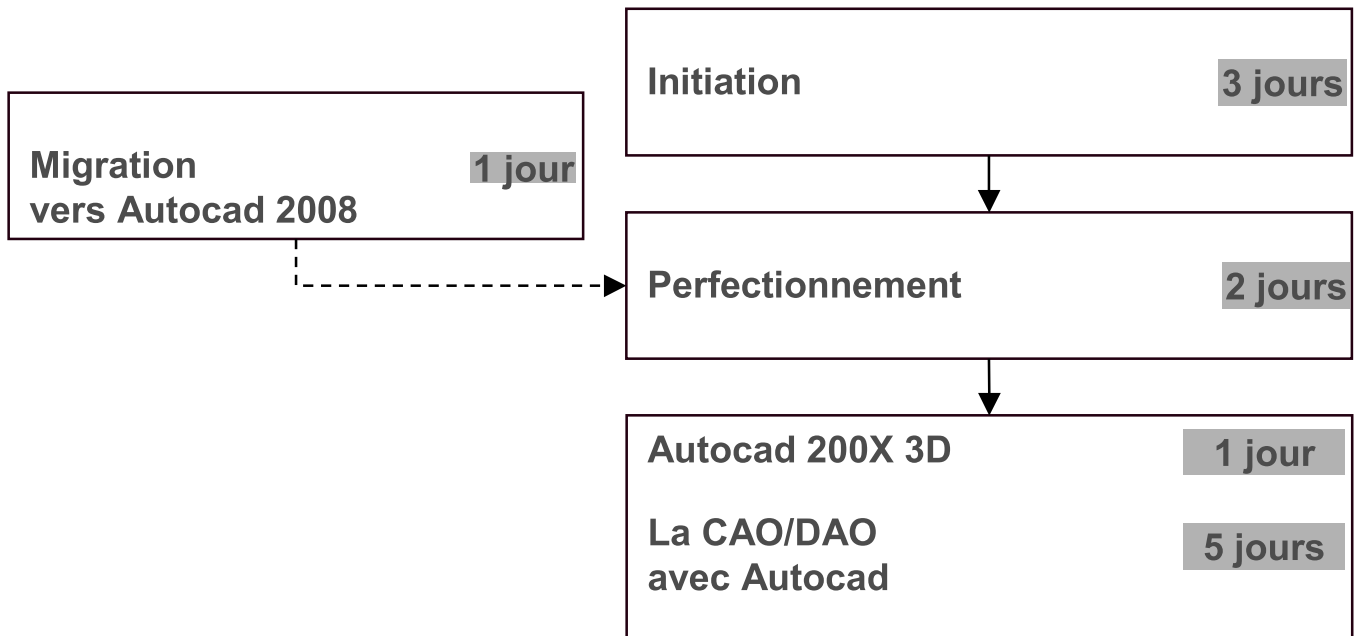 Initiation
3 jours
Migration
vers Autocad 2008
1 jour
Perfectionnement
2 jours
Autocad 200X 3D
1 jour
La CAO/DAO
avec Autocad
5 jours